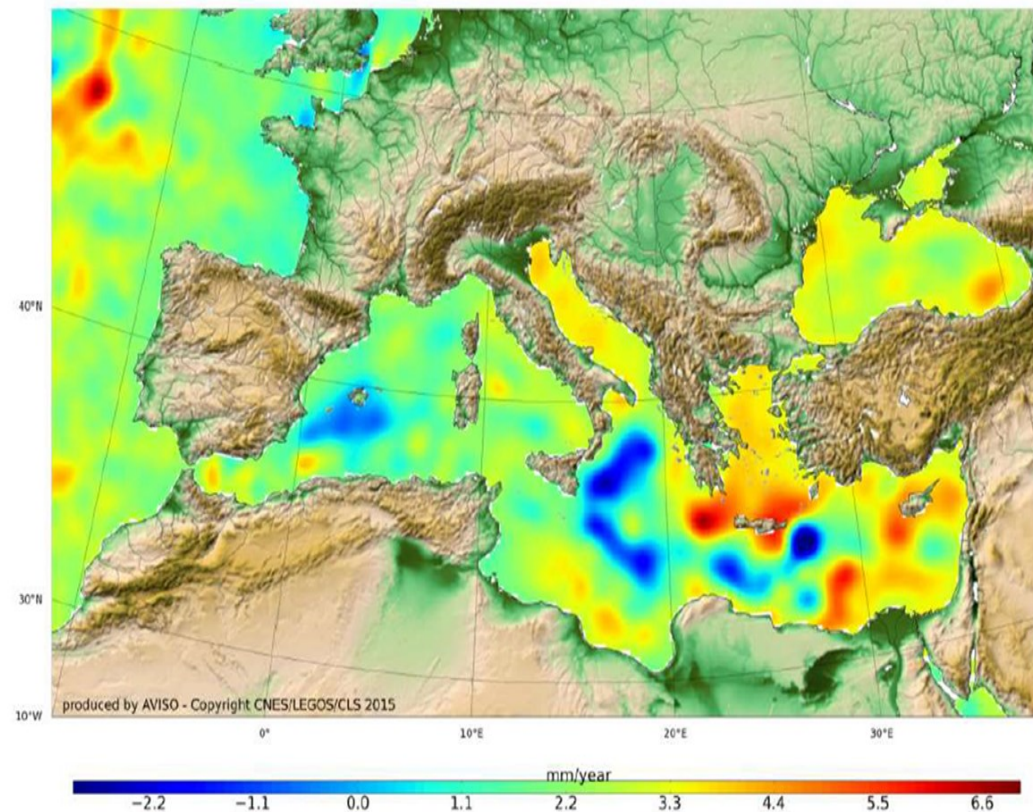 40°N
30°N
produced by AVISO - Copyright CNES/LEGOS/CLS 2015
10°W
0°
10°E
20°E
30°E
mm/year
−2.2
−1.1
0.0
1.1
2.2
3.3
4.4
5.5
6.6